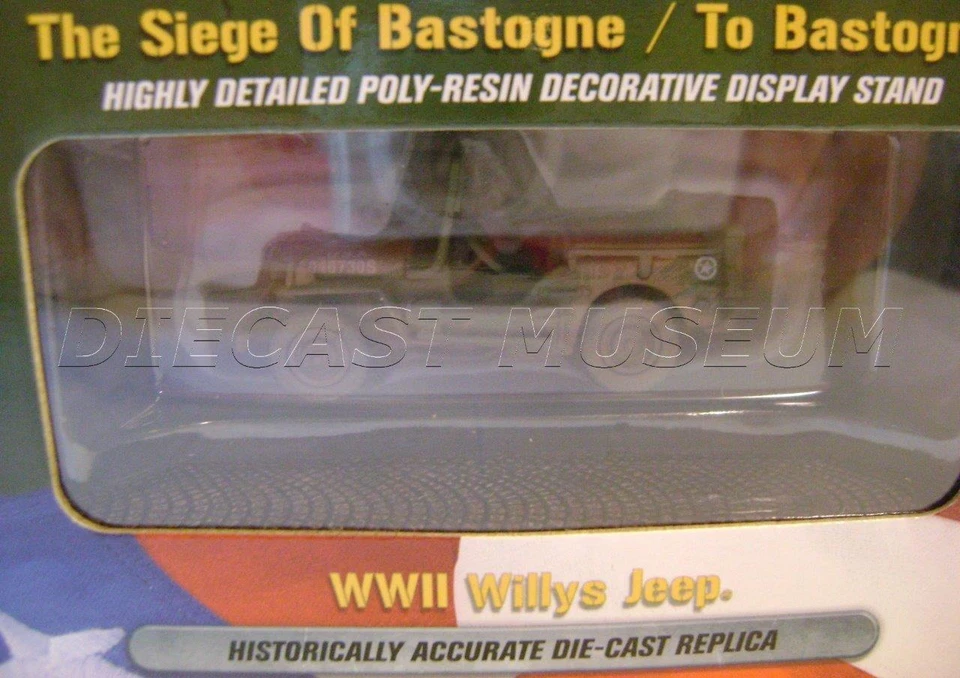 The Siege Of Bastogne / To Bastogn
HIGHLY DETAILED POLY-RESIN DECORATIVE DISPLAY STAND
DIECAST MUSEUM
WWII Willys Jeep.
HISTORICALLY ACCURATE DIE-CAST REPLICA